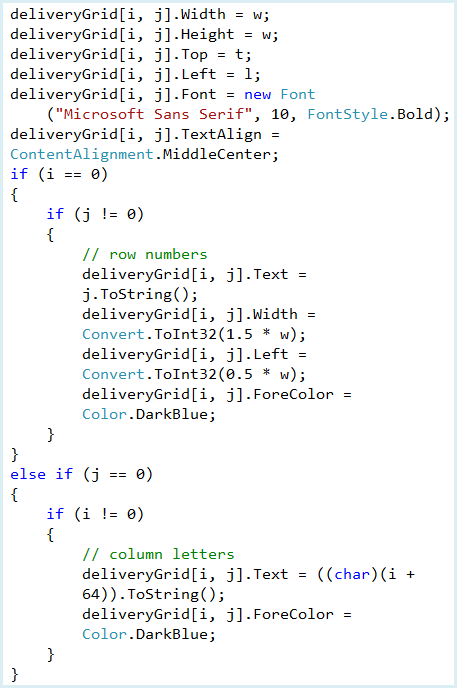 deliveryGrid[i, j].Width = w;
deliveryGrid[i, j].Height = w;
deliveryGrid[i, j].Top = t;
deliveryGrid[i, j].Left = l;
deliveryGrid[i, j].Font = new Font
    ("Microsoft Sans Serif", 10, FontStyle.Bold);
deliveryGrid[i, j].TextAlign =
ContentAlignment.MiddleCenter;
if (i == 0)
{
    if (j != 0)
    {
        // row numbers
        deliveryGrid[i, j].Text =
        j.ToString();
        deliveryGrid[i, j].Width =
        Convert.ToInt32(1.5 * w);
        deliveryGrid[i, j].Left =
        Convert.ToInt32(0.5 * w);
        deliveryGrid[i, j].ForeColor =
        Color.DarkBlue;
    }
}
else if (j == 0)
{
    if (i != 0)
    {
        // column letters
        deliveryGrid[i, j].Text = ((char)(i +
        64)).ToString();
        deliveryGrid[i, j].ForeColor =
        Color.DarkBlue;
    }
}